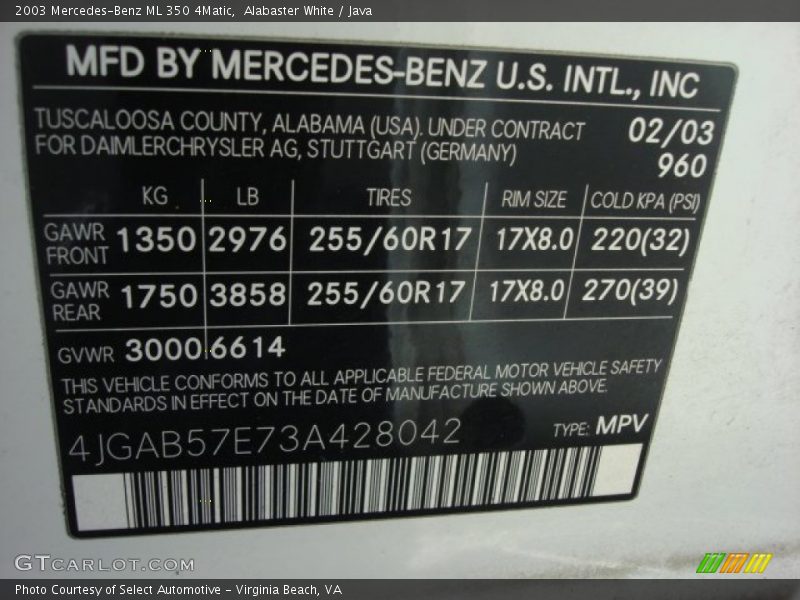 2003 Mercedes-Benz ML 350 4Matic, Alabaster White / Java
MFD BY MERCEDES-BENZ U.S. INTL., INC
TUSCALOOSA COUNTY, ALABAMA (USA). UNDER CONTRACT 02/03
FOR DAIMLERCHRYSLER AG, STUTTGART (GERMANY) 960
KG LB TIRES RIM SIZE COLD KPA (PSI)
GAWR FRONT 1350 2976 255/60R17 17X8.0 220(32)
GAWR REAR 1750 3858 255/60R17 17X8.0 270(39)
GVWR 3000 6614
THIS VEHICLE CONFORMS TO ALL APPLICABLE FEDERAL MOTOR VEHICLE SAFETY
STANDARDS IN EFFECT ON THE DATE OF MANUFACTURE SHOWN ABOVE.
4JGAB57E73A428042 TYPE: MPV
GTCARLOT.COM
Photo Courtesy of Select Automotive - Virginia Beach, VA